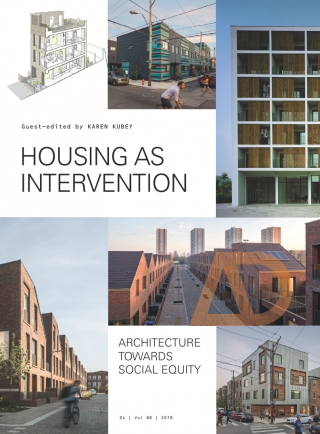 Guest-edited by KAREN KUBEY
HOUSING AS
INTERVENTION
AD
ARCHITECTURE
TOWARDS
SOCIAL EQUITY
04 | Vol 88 | 2018